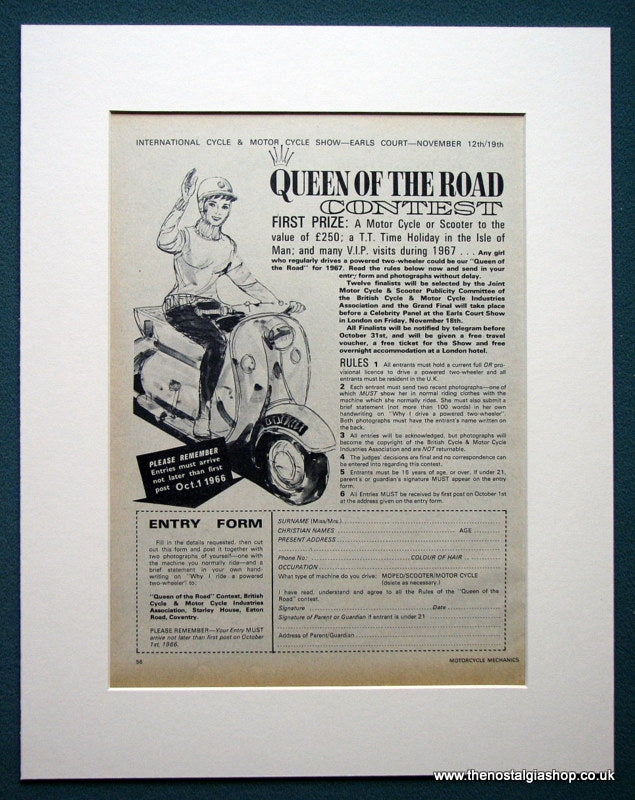 INTERNATIONAL CYCLE & MOTOR CYCLE SHOW—EARLS COURT—NOVEMBER 12th/19th
QUEEN OF THE ROAD
CONTEST
FIRST PRIZE: A Motor Cycle or Scooter to the
value of £250; a T.T. Time Holiday in the Isle of
Man; and many V.I.P. visits during 1967 . . . Any girl
who regularly drives a powered two-wheeler could be our "Queen of
the Road" for 1967. Read the rules below now and send in your
entry form and photographs without delay.
Twelve finalists will be selected by the Joint
Motor Cycle & Scooter Publicity Committee of
the British Cycle & Motor Cycle Industries
Association and the Grand Final will take place
before a Celebrity Panel at the Earls Court Show
in London on Friday, November 18th.
All Finalists will be notified by telegram before
October 31st, and will be given a free travel
voucher, a free ticket for the Show and free
overnight accommodation at a London hotel.
RULES 1 All entrants must hold a current full OR pro-
visional licence to drive a powered two-wheeler and all
entrants must be resident in the U.K.
2 Each entrant must send two recent photographs—one of
which MUST show her in normal riding clothes with the
machine which she normally rides. She must also submit a
brief statement (not more than 100 words) in her own
handwriting on "Why I drive a powered two-wheeler".
Both photographs must have the entrant's name written on
the back.
3 All entries will be acknowledged, but photographs will
become the copyright of the British Cycle & Motor Cycle
Industries Association and are NOT returnable.
4 The judges' decisions are final and no correspondence can
be entered into regarding this contest.
5 Entrants must be 16 years of age, or over. If under 21,
parent's or guardian's signature MUST appear on the entry
form.
6 All Entries MUST be received by first post on October 1st
at the address given on the entry form.
PLEASE REMEMBER
Entries must arrive
not later than first
post Oct.1 1966
ENTRY FORM
Fill in the details requested, then cut
out this form and post it together with
two photographs of yourself—one with
the machine you normally ride—and a
brief statement in your own hand-
writing on "Why I ride a powered
two-wheeler" to:
"Queen of the Road" Contest, British
Cycle & Motor Cycle Industries
Association, Starley House, Eaton
Road, Coventry.
PLEASE REMEMBER—Your Entry MUST
arrive not later than first post on October
1st, 1966.
SURNAME (Miss/Mrs.)
CHRISTIAN NAMES AGE
PRESENT ADDRESS
Phone No: COLOUR OF HAIR
OCCUPATION
What type of machine do you drive: MOPED/SCOOTER/MOTOR CYCLE
(delete as necessary.)
I have read, understand and agree to all the Rules of the "Queen of the
Road" contest.
Signature Date
Signature of Parent or Guardian if entrant is under 21
Address of Parent/Guardian
56 MOTORCYCLE MECHANICS
www.thenostalgiashop.co.uk